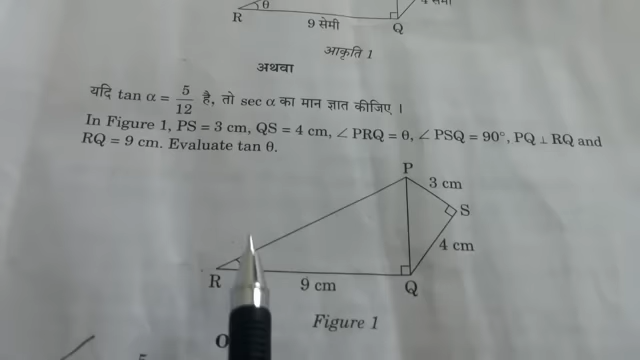 R θ 9 सेमी Q 4 सेमी
आकृति 1
अथवा
यदि tan α = 5/12 है, तो sec α का मान ज्ञात कीजिए ।
In Figure 1, PS = 3 cm, QS = 4 cm, ∠ PRQ = θ, ∠ PSQ = 90°, PQ ⊥ RQ and
RQ = 9 cm. Evaluate tan θ.
P
3 cm
S
4 cm
R 9 cm Q
Figure 1